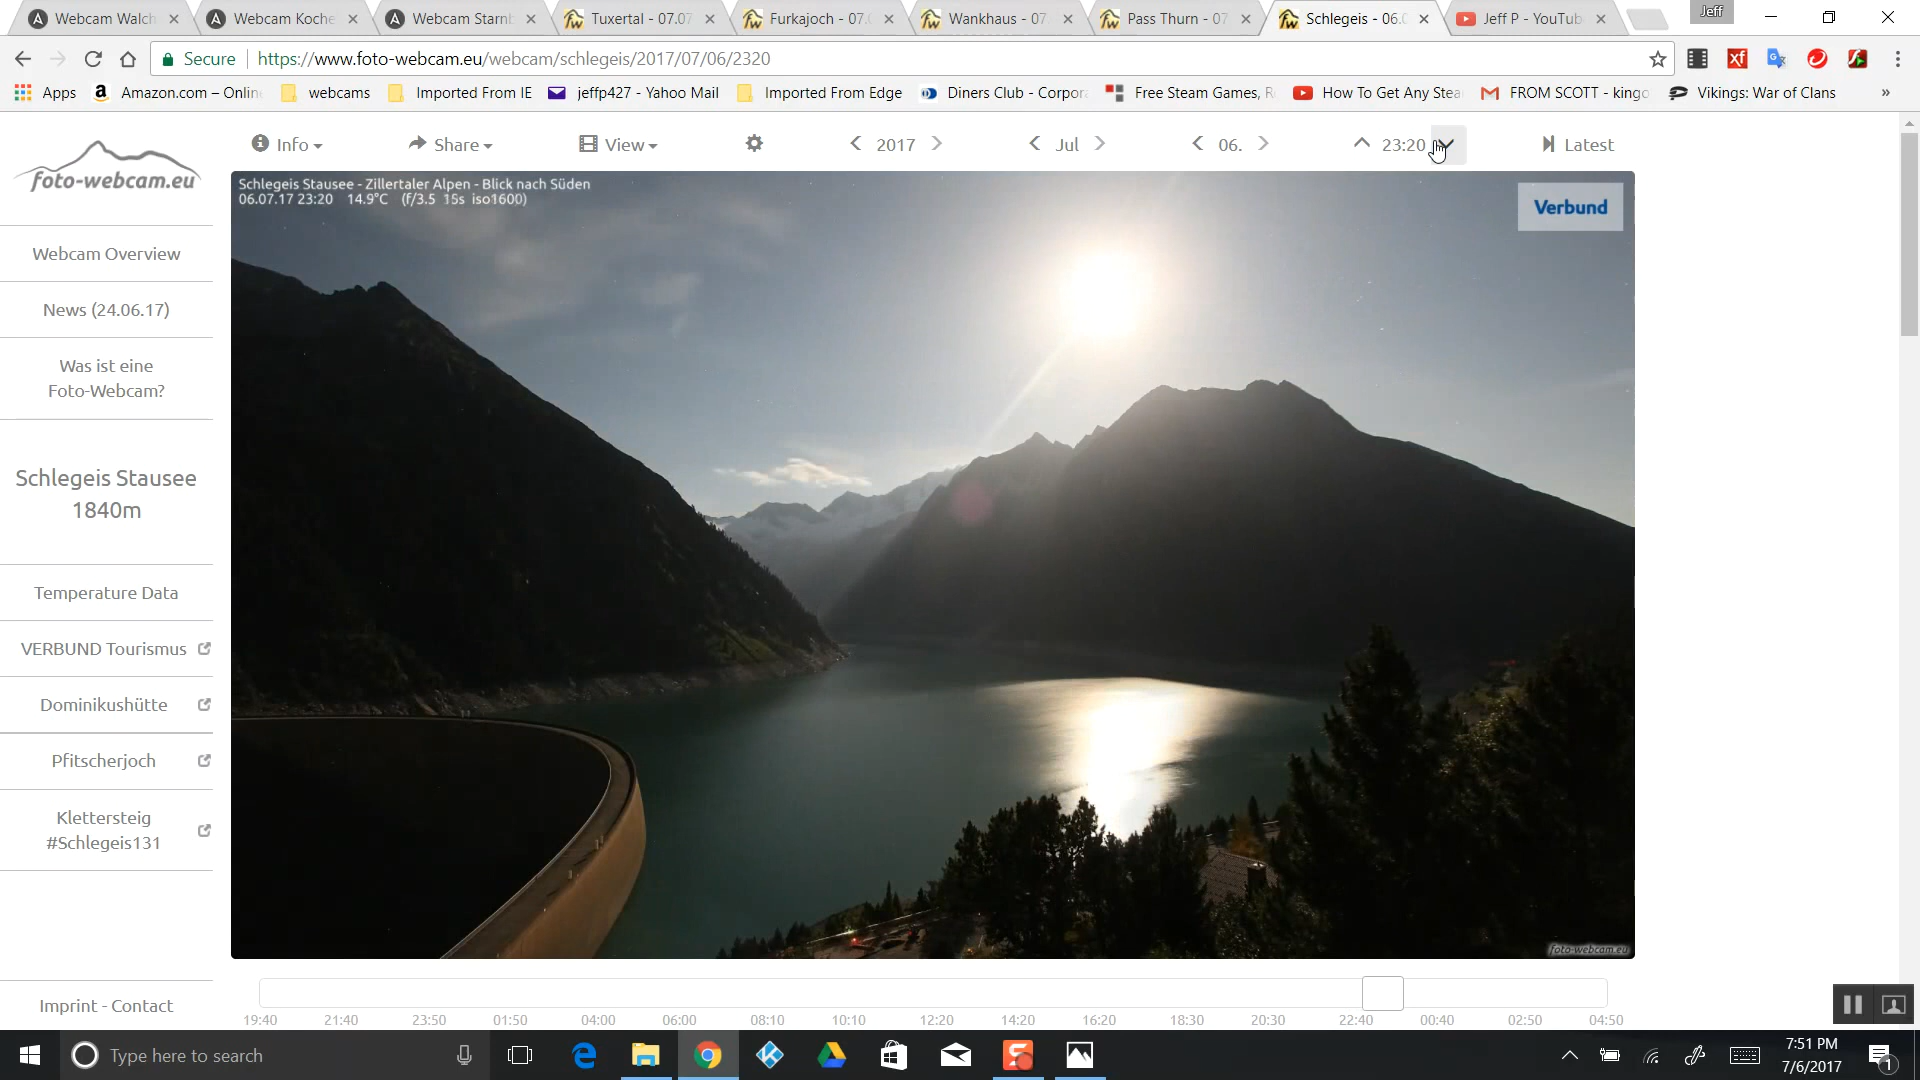 Webcam Walch
Webcam Koche
Webcam Starnb
Tuxertal - 07.07
Furkajoch - 07.0
Wankhaus - 07
Pass Thurn - 07
Schlegeis - 06.0
Jeff P - YouTub
Jeff
Secure
https://www.foto-webcam.eu/webcam/schlegeis/2017/07/06/2320
Apps
Amazon.com – Onlin
webcams
Imported From IE
jeffp427 - Yahoo Mail
Imported From Edge
Diners Club - Corpora
Free Steam Games, R
How To Get Any Stea
FROM SCOTT - kingo
Vikings: War of Clans
»
foto-webcam.eu
Info
Share
View
2017
Jul
06.
23:20
Latest
Schlegeis Stausee - Zillertaler Alpen - Blick nach Süden
06.07.17 23:20 14.9°C (f/3.5 15s iso1600)
Verbund
Webcam Overview
News (24.06.17)
Was ist eine
Foto-Webcam?
Schlegeis Stausee
1840m
Temperature Data
VERBUND Tourismus
Dominikushütte
Pfitscherjoch
Klettersteig
#Schlegeis131
Imprint - Contact
foto-webcam.eu
19:40 21:40 23:50 01:50 04:00 06:00 08:10 10:10 12:20 14:20 16:20 18:30 20:30 22:40 00:40 02:50 04:50
Type here to search
7:51 PM
7/6/2017
1